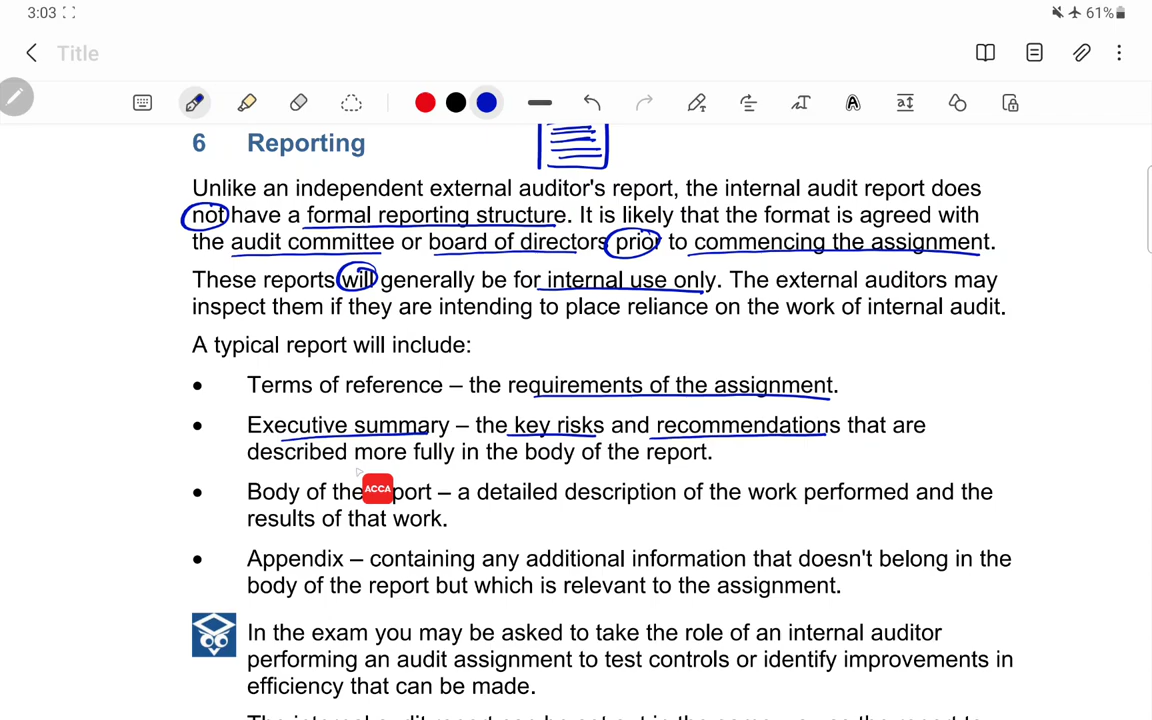 3:03
61%
Title
6 Reporting
Unlike an independent external auditor's report, the internal audit report does
not have a formal reporting structure. It is likely that the format is agreed with
the audit committee or board of directors prior to commencing the assignment.
These reports will generally be for internal use only. The external auditors may
inspect them if they are intending to place reliance on the work of internal audit.
A typical report will include:
• Terms of reference – the requirements of the assignment.
• Executive summary – the key risks and recommendations that are
described more fully in the body of the report.
• Body of the port – a detailed description of the work performed and the
ACCA
results of that work.
• Appendix – containing any additional information that doesn't belong in the
body of the report but which is relevant to the assignment.
In the exam you may be asked to take the role of an internal auditor
performing an audit assignment to test controls or identify improvements in
efficiency that can be made.